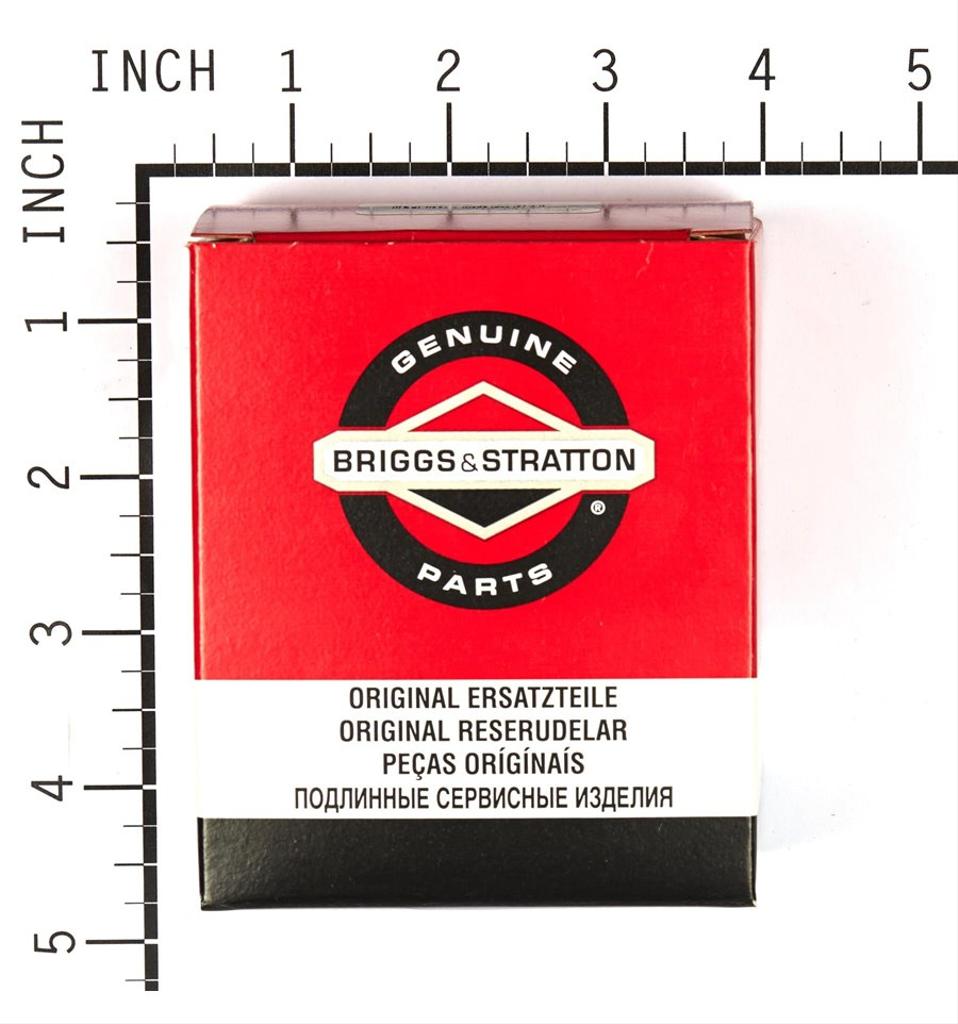 INCH 1 2 3 4 5
INCH
1
2
3
4
5
GENUINE
BRIGGS & STRATTON
®
PARTS
ORIGINAL ERSATZTEILE
ORIGINAL RESERUDELAR
PEÇAS ORÍGÍNAÍS
ПОДЛИННЫЕ СЕРВИСНЫЕ ИЗДЕЛИЯ